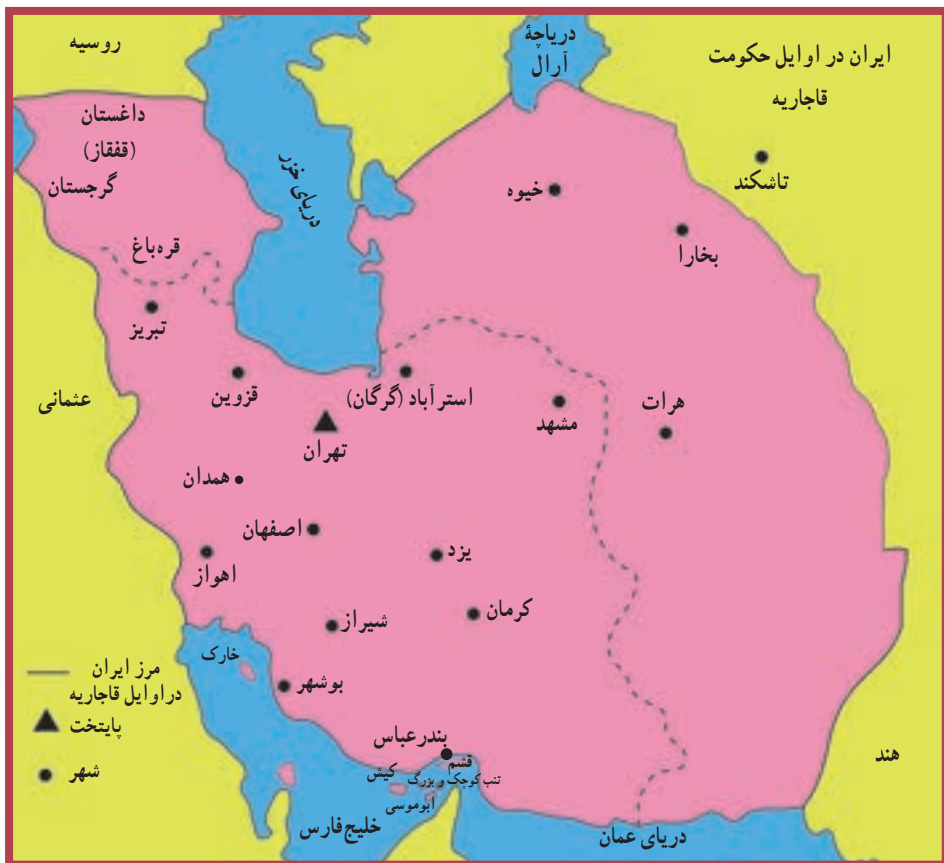 ایران در اوایل حکومت
قاجاریه
دریاچهٔ
آرال
روسیه
داغستان
(قفقاز)
گرجستان
دریای خزر
تاشکند
خیوه
بخارا
قره‌باغ
تبریز
عثمانی
قزوین
استرآباد (گرگان)
مشهد
هرات
تهران
همدان
اصفهان
یزد
اهواز
کرمان
شیراز
خارک
بوشهر
بندرعباس
قشم
کیش
تنب کوچک و بزرگ
ابوموسی
خلیج فارس
دریای عمان
هند
مرز ایران
دراوایل قاجاریه
پایتخت
شهر